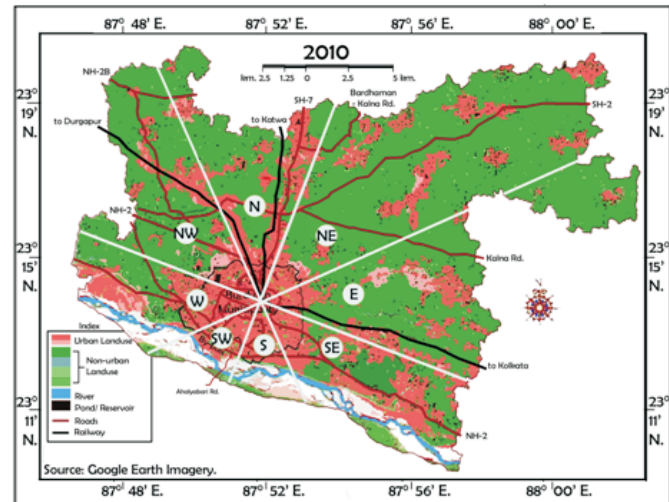 87° 48' E.
87° 52' E.
87° 56' E.
88° 00' E.
2010
km. 2.5 1.25 0 2.5 5 km.
NH-2B
SH-7
Bardhaman
- Kalna Rd.
SH-2
23°
19'
N.
23°
19'
N.
to Durgapur
to Katwa
N
NH-2
NW
NE
23°
15'
N.
Kalna Rd.
23°
15'
N.
W
E
Index
Urban Landuse
Non-urban
Landuse
River
Pond/ Reservoir
Roads
Railway
SW
S
SE
to Kolkata
Ahalyabari Rd.
23°
11'
N.
NH-2
23°
11'
N.
Source: Google Earth Imagery.
87° 48' E.
87° 52' E.
87° 56' E.
88° 00' E.